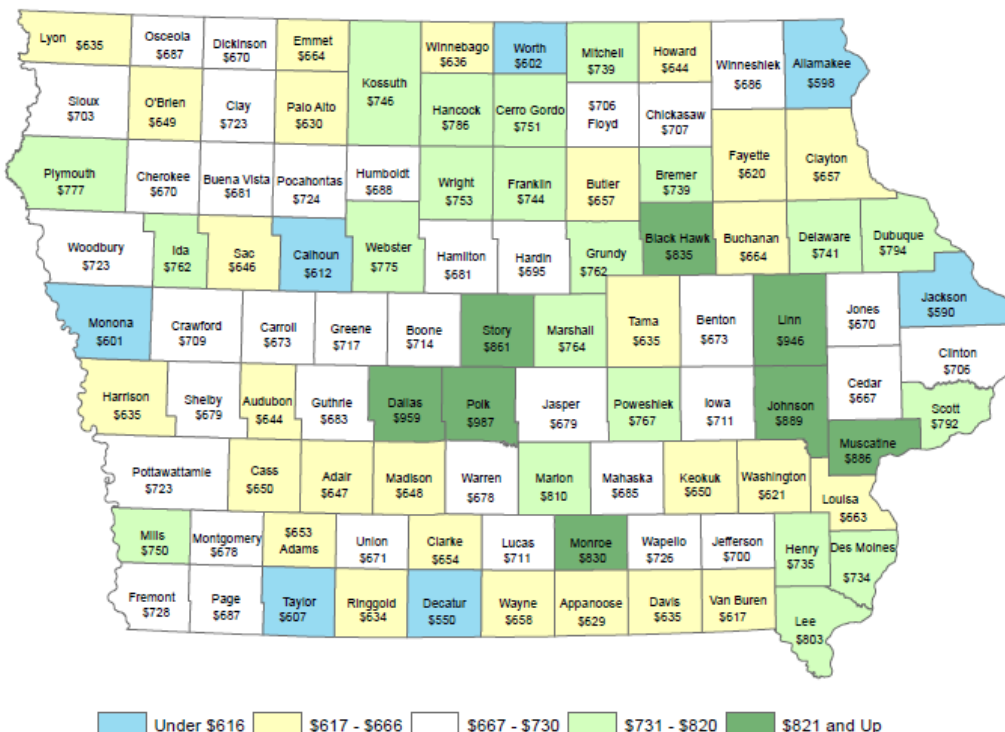 Lyon $635
Osceola
$687
Dickinson
$670
Emmet
$664
Kossuth
$746
Winnebago
$636
Worth
$602
Mitchell
$739
Howard
$644
Winneshiek
$686
Allamakee
$598
Sioux
$703
O'Brien
$649
Clay
$723
Palo Alto
$630
Hancock
$786
Cerro Gordo
$751
$706
Floyd
Chickasaw
$707
Fayette
$620
Clayton
$657
Plymouth
$777
Cherokee
$670
Buena Vista
$681
Pocahontas
$724
Humboldt
$688
Wright
$753
Franklin
$744
Butler
$657
Bremer
$739
Woodbury
$723
Ida
$762
Sac
$646
Calhoun
$612
Webster
$775
Hamilton
$681
Hardin
$695
Grundy
$762
Black Hawk
$835
Buchanan
$664
Delaware
$741
Dubuque
$794
Monona
$601
Crawford
$709
Carroll
$673
Greene
$717
Boone
$714
Story
$861
Marshall
$764
Tama
$635
Benton
$673
Linn
$946
Jones
$670
Jackson
$590
Clinton
$706
Harrison
$635
Shelby
$679
Audubon
$644
Guthrie
$683
Dallas
$959
Polk
$987
Jasper
$679
Poweshiek
$767
Iowa
$711
Johnson
$889
Cedar
$667
Scott
$792
Muscatine
$886
Pottawattamie
$723
Cass
$650
Adair
$647
Madison
$648
Warren
$678
Marion
$810
Mahaska
$685
Keokuk
$650
Washington
$621
Louisa
$663
Mills
$750
Montgomery
$678
$653
Adams
Union
$671
Clarke
$654
Lucas
$711
Monroe
$830
Wapello
$726
Jefferson
$700
Henry
$735
Des Moines
$734
Fremont
$728
Page
$687
Taylor
$607
Ringgold
$634
Decatur
$550
Wayne
$658
Appanoose
$629
Davis
$635
Van Buren
$617
Lee
$803
Under $616
$617 - $666
$667 - $730
$731 - $820
$821 and Up